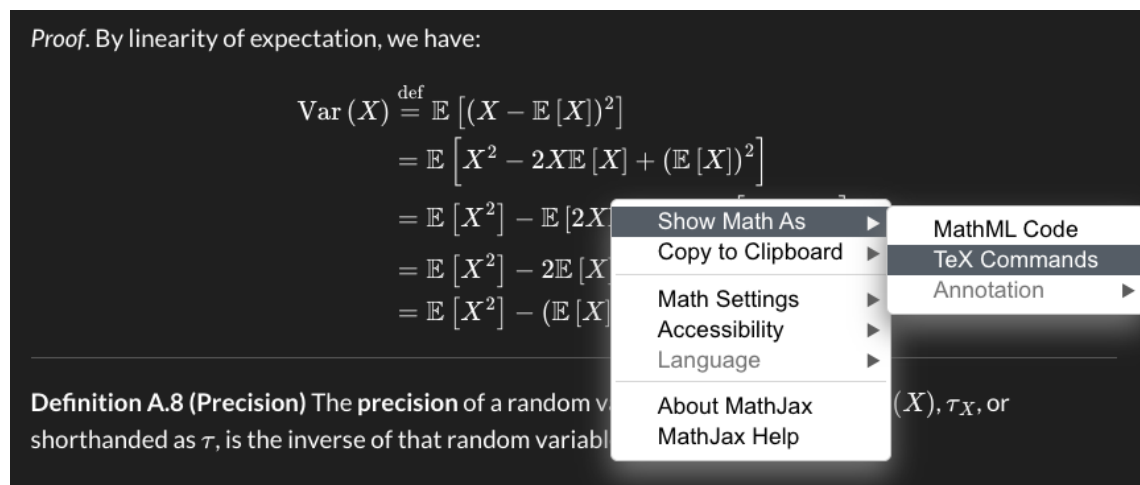 Proof. By linearity of expectation, we have:
Var (X) def = 𝔼 [(X − 𝔼 [X])²]
= 𝔼 [X² − 2X𝔼 [X] + (𝔼 [X])²]
= 𝔼 [X²] − 𝔼 [2X
= 𝔼 [X²] − 2𝔼 [X]
= 𝔼 [X²] − (𝔼 [X]
Show Math As
Copy to Clipboard
Math Settings
Accessibility
Language
About MathJax
MathJax Help
MathML Code
TeX Commands
Annotation
Definition A.8 (Precision) The precision of a random (X), τ_X, or
shorthanded as τ, is the inverse of that random variabl